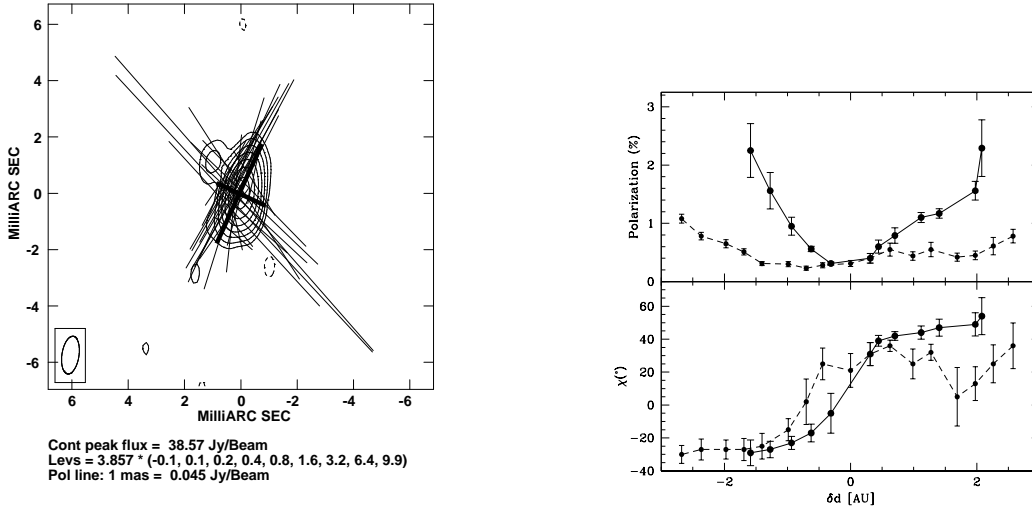 6
4
2
0
-2
-4
-6
MilliARC SEC
6 4 2 0 -2 -4 -6
MilliARC SEC
Cont peak flux = 38.57 Jy/Beam
Levs = 3.857 * (-0.1, 0.1, 0.2, 0.4, 0.8, 1.6, 3.2, 6.4, 9.9)
Pol line: 1 mas = 0.045 Jy/Beam
3
2
1
0
Polarization (%)
60
40
20
0
−20
−40
χ(°)
−2 0 2
δd [AU]